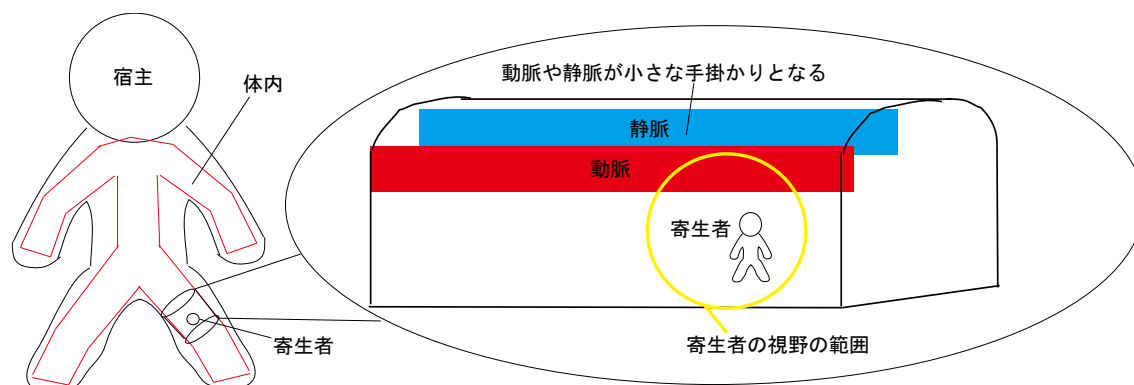 宿主
体内
寄生者
動脈や静脈が小さな手掛かりとなる
静脈
動脈
寄生者
寄生者の視野の範囲